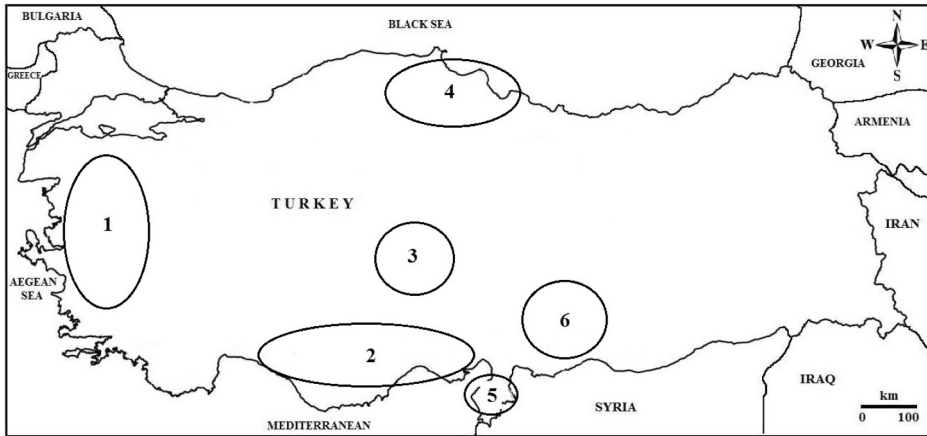 BULGARIA
BLACK SEA
N
W
E
S
GREECE
GEORGIA
4
ARMENIA
TURKEY
1
3
IRAN
AEGEAN
SEA
6
2
5
SYRIA
IRAQ
km
0 100
MEDITERRANEAN